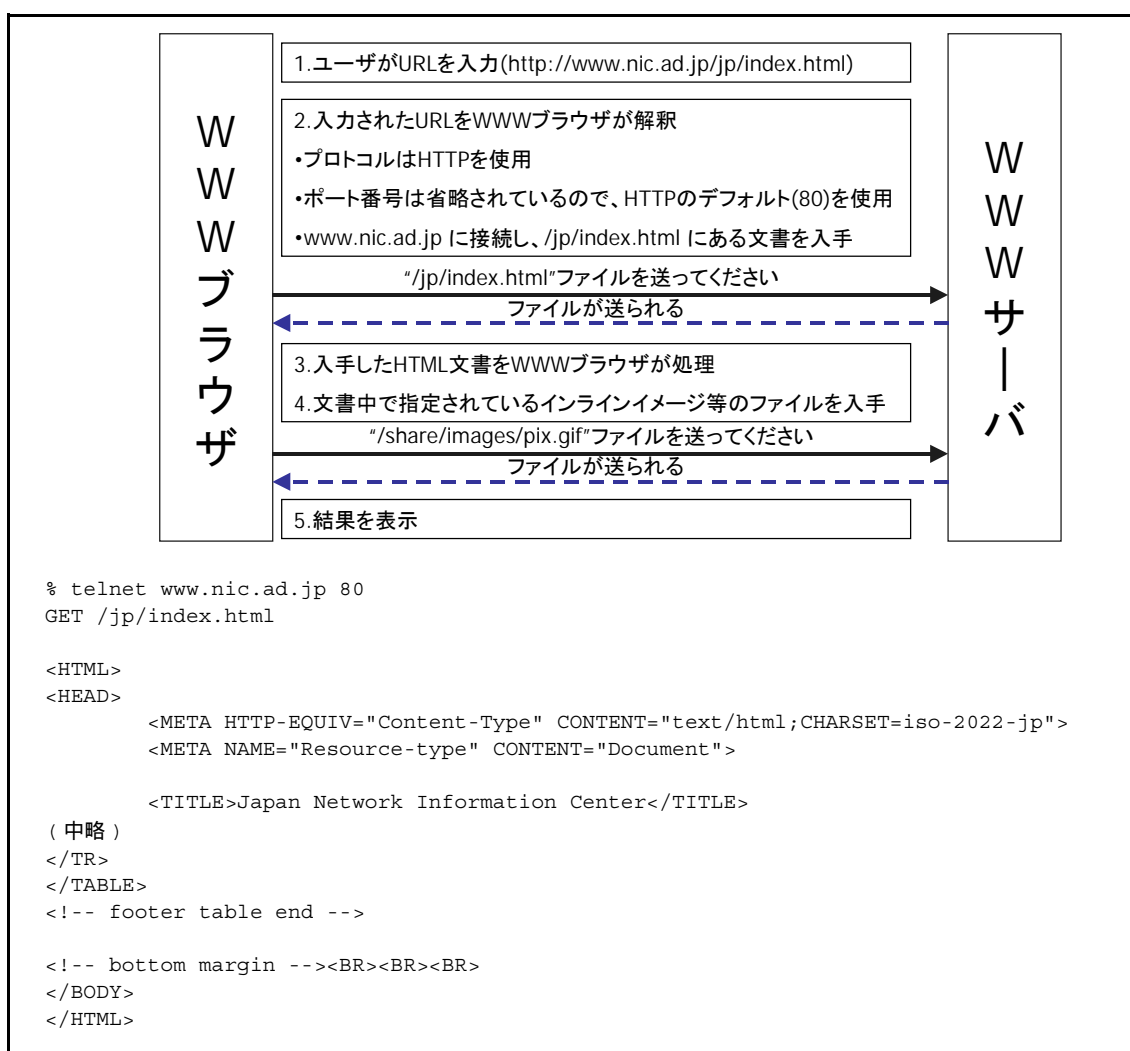 WWWブラウザ
1.ユーザがURLを入力(http://www.nic.ad.jp/jp/index.html)
2.入力されたURLをWWWブラウザが解釈
•プロトコルはHTTPを使用
•ポート番号は省略されているので、HTTPのデフォルト(80)を使用
•www.nic.ad.jp に接続し、/jp/index.html にある文書を入手
“/jp/index.html”ファイルを送ってください
ファイルが送られる
3.入手したHTML文書をWWWブラウザが処理
4.文書中で指定されているインラインイメージ等のファイルを入手
“/share/images/pix.gif”ファイルを送ってください
ファイルが送られる
5.結果を表示
WWWサーバ
% telnet www.nic.ad.jp 80
GET /jp/index.html
<HTML>
<HEAD>
<META HTTP-EQUIV="Content-Type" CONTENT="text/html;CHARSET=iso-2022-jp">
<META NAME="Resource-type" CONTENT="Document">
<TITLE>Japan Network Information Center</TITLE>
(中略)
</TR>
</TABLE>
<!-- footer table end -->
<!-- bottom margin --><BR><BR><BR>
</BODY>
</HTML>